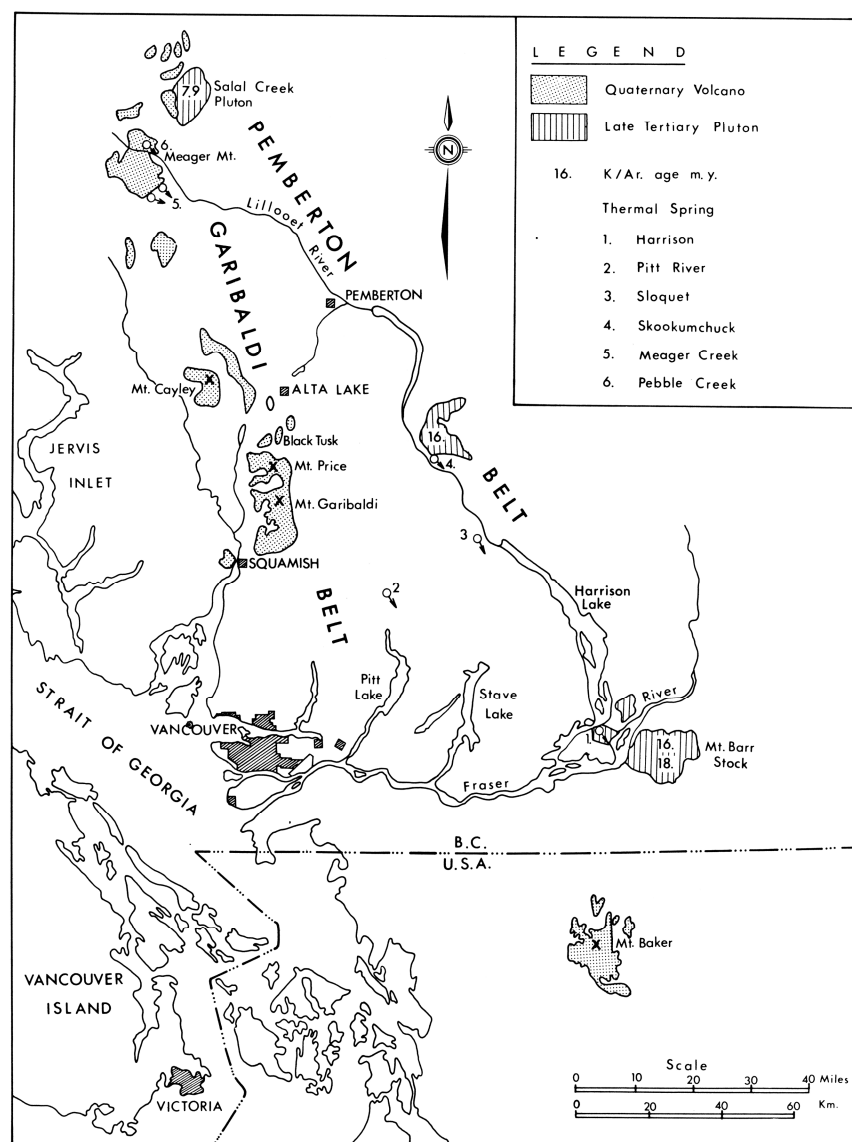 L E G E N D
Quaternary Volcano
Late Tertiary Pluton
16. K/Ar. age m.y.
Thermal Spring
1. Harrison
2. Pitt River
3. Sloquet
4. Skookumchuck
5. Meager Creek
6. Pebble Creek
7.9
Salal Creek
Pluton
N
6.
Meager Mt.
5.
PEMBERTON
BELT
Lillooet
River
GARIBALDI
BELT
PEMBERTON
Mt. Cayley
ALTA LAKE
JERVIS
INLET
Black Tusk
Mt. Price
Mt. Garibaldi
16.
4.
3
SQUAMISH
2
Harrison
Lake
Pitt
Lake
Stave
Lake
River
STRAIT OF GEORGIA
VANCOUVER
1
16.
18.
Mt. Barr
Stock
Fraser
B.C.
U.S.A.
Mt. Baker
VANCOUVER
ISLAND
VICTORIA
Scale
0 10 20 30 40 Miles
0 20 40 60 Km.